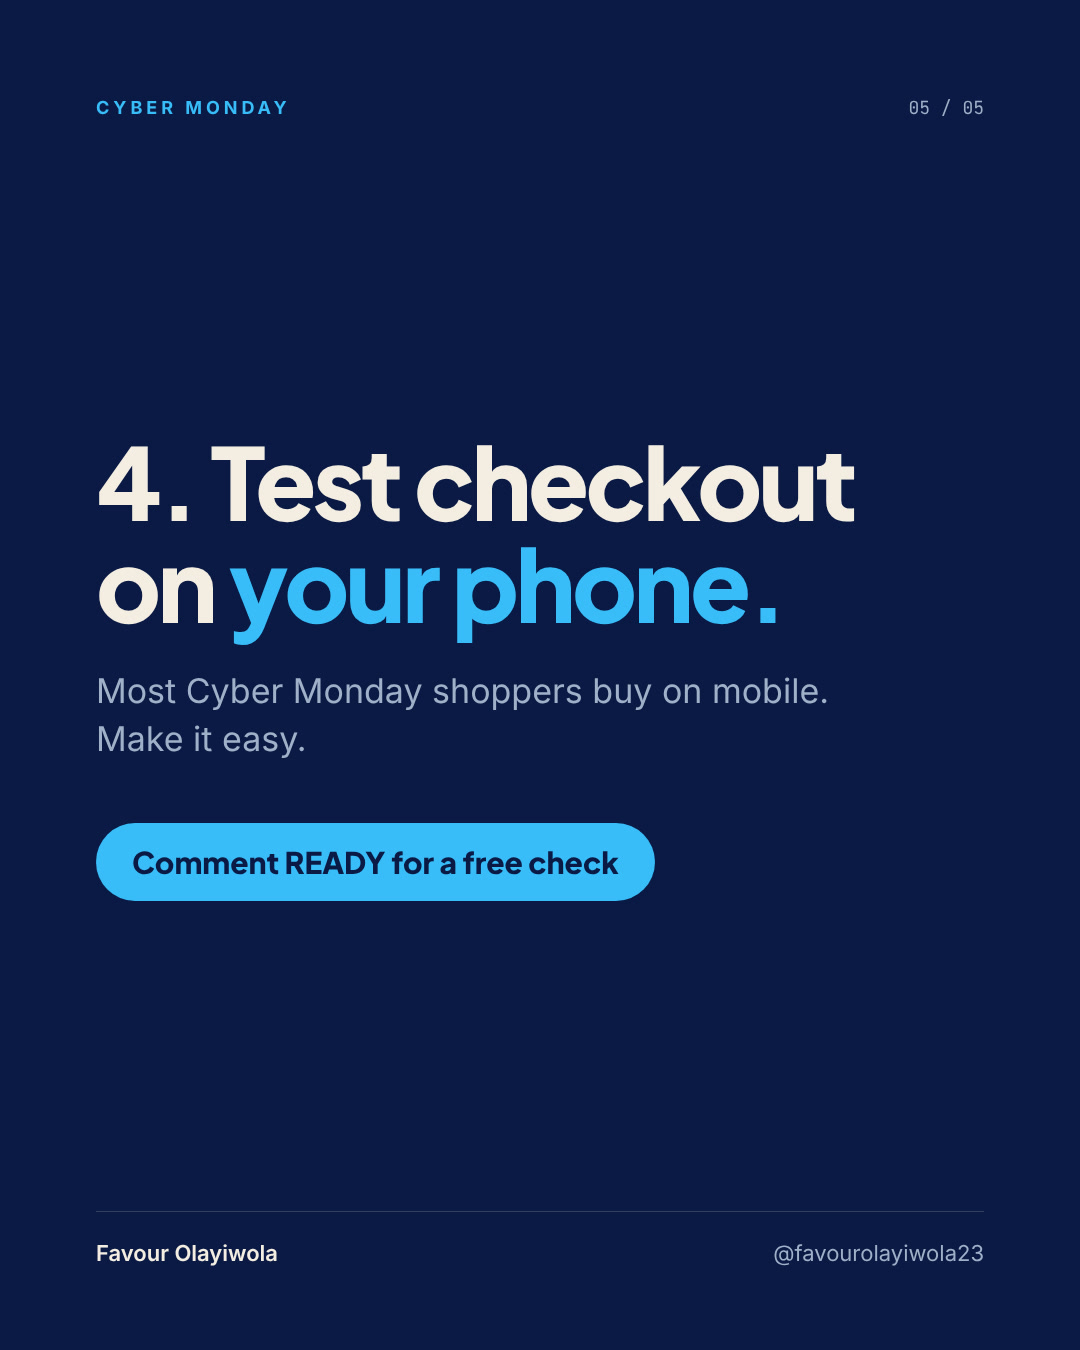 CYBER MONDAY
05 / 05
4. Test checkout
on your phone.
Most Cyber Monday shoppers buy on mobile.
Make it easy.
Comment READY for a free check
Favour Olayiwola
@favourolayiwola23